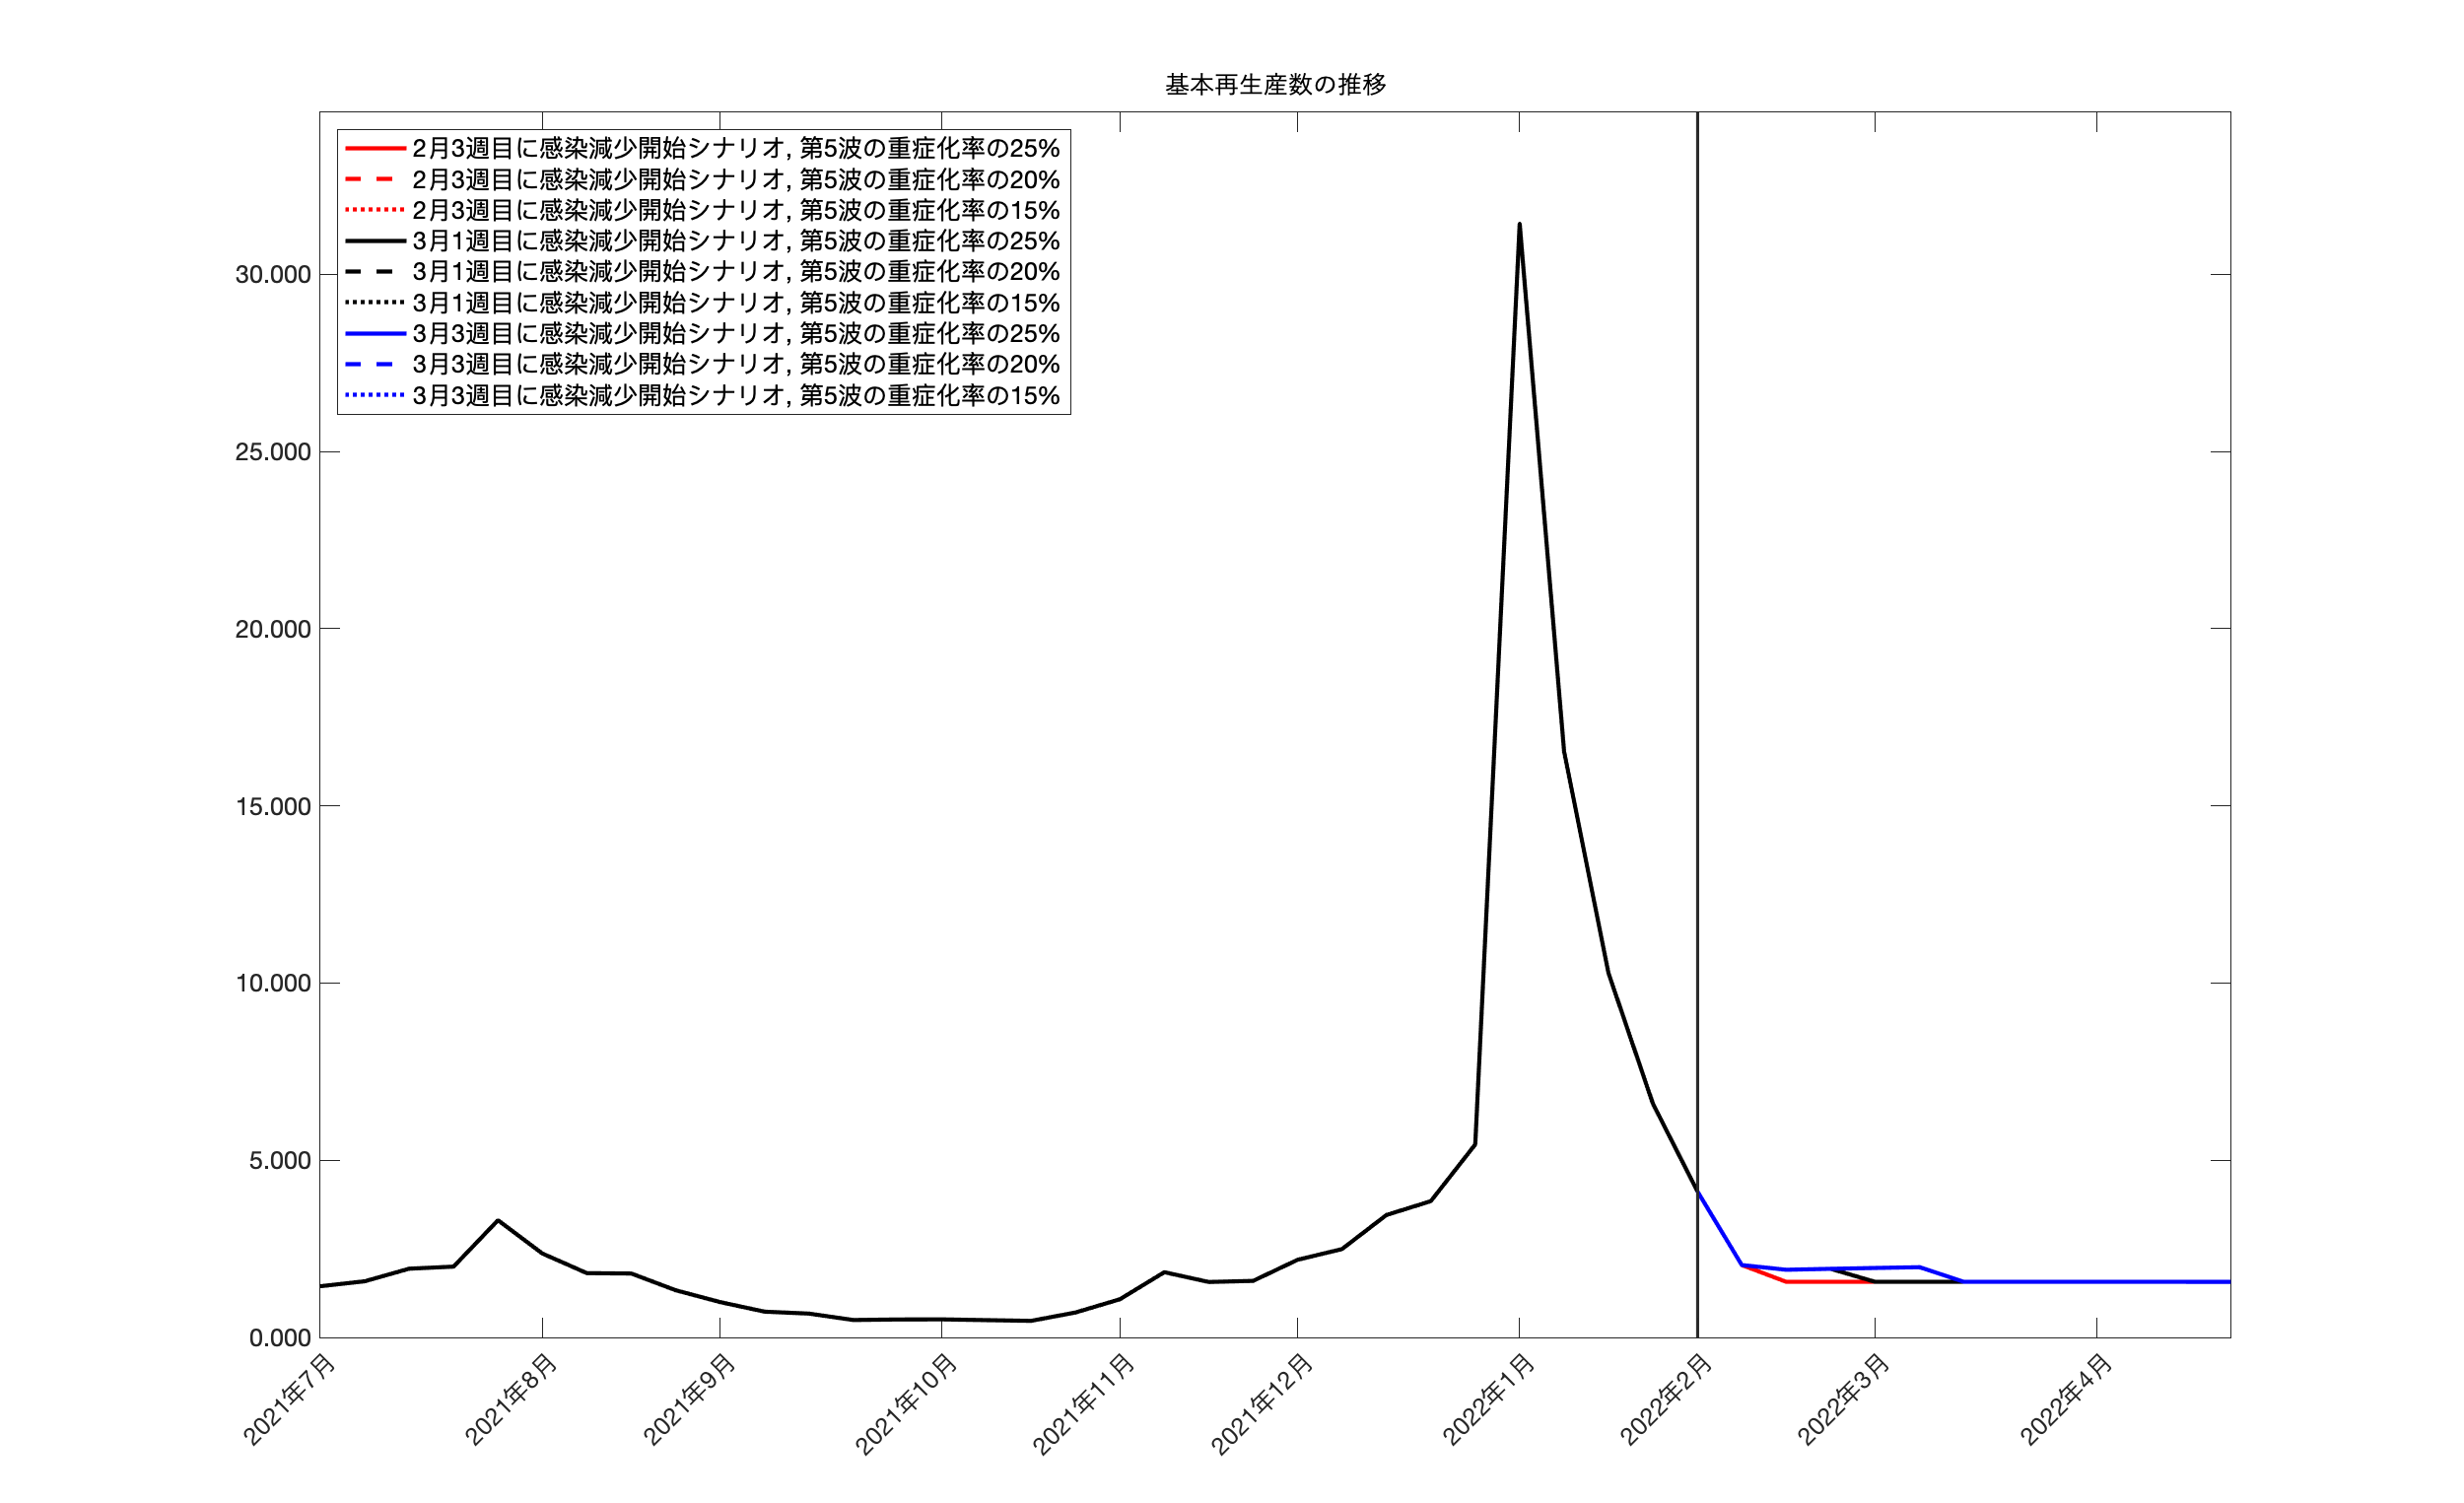 基本再生産数の推移
2月3週目に感染減少開始シナリオ, 第5波の重症化率の25%
2月3週目に感染減少開始シナリオ, 第5波の重症化率の20%
2月3週目に感染減少開始シナリオ, 第5波の重症化率の15%
3月1週目に感染減少開始シナリオ, 第5波の重症化率の25%
3月1週目に感染減少開始シナリオ, 第5波の重症化率の20%
3月1週目に感染減少開始シナリオ, 第5波の重症化率の15%
3月3週目に感染減少開始シナリオ, 第5波の重症化率の25%
3月3週目に感染減少開始シナリオ, 第5波の重症化率の20%
3月3週目に感染減少開始シナリオ, 第5波の重症化率の15%
30.000
25.000
20.000
15.000
10.000
5.000
0.000
2021年7月
2021年8月
2021年9月
2021年10月
2021年11月
2021年12月
2022年1月
2022年2月
2022年3月
2022年4月